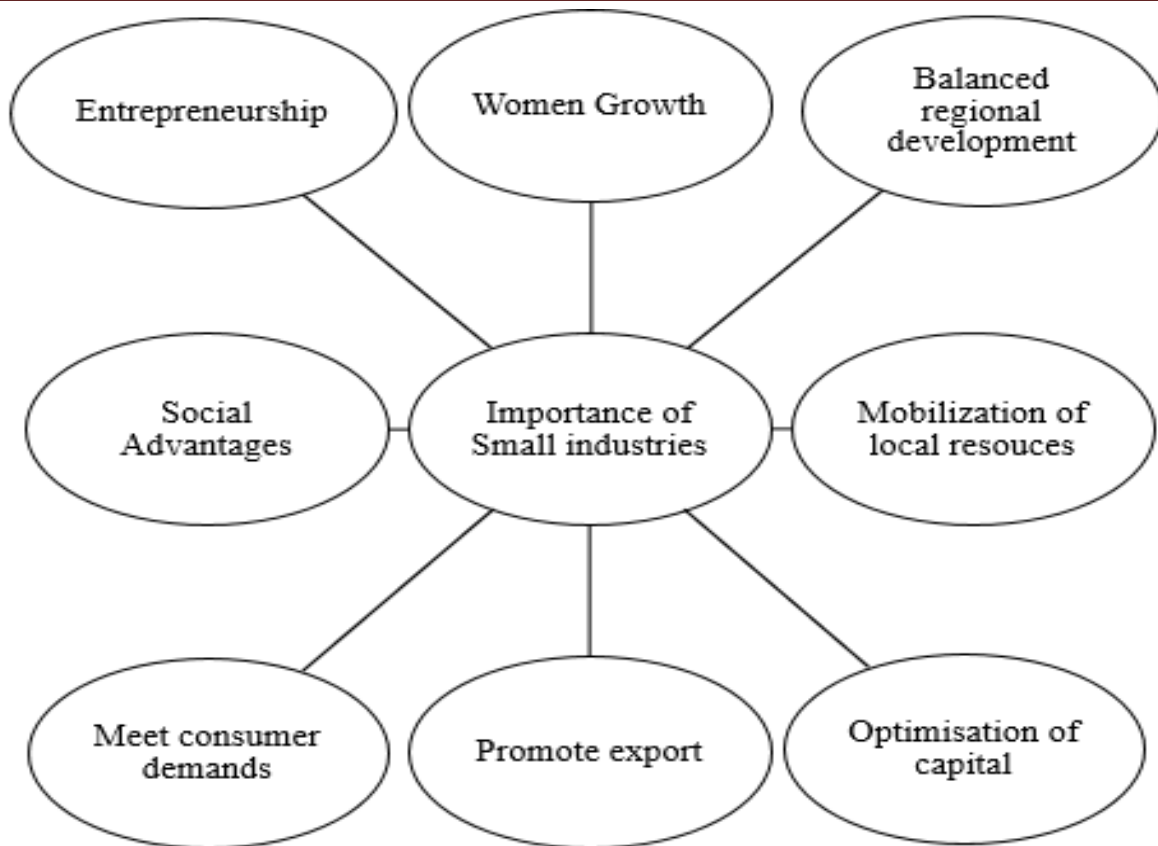 Entrepreneurship
Women Growth
Balanced
regional
development
Social
Advantages
Importance of
Small industries
Mobilization of
local resouces
Meet consumer
demands
Promote export
Optimisation of
capital